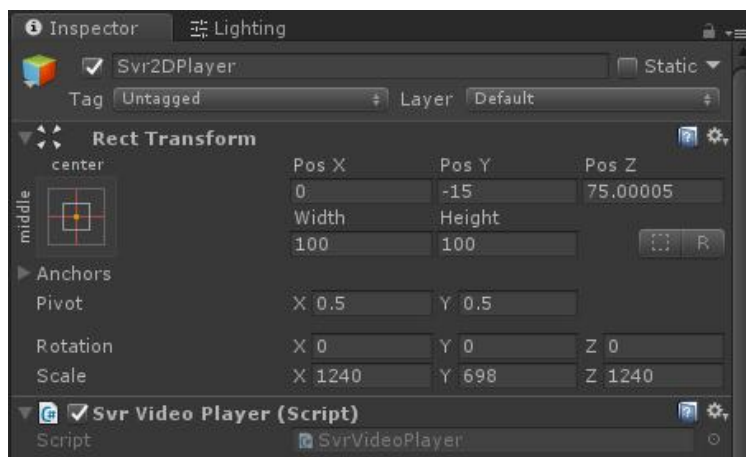 Inspector Lighting
Svr2DPlayer Static
Tag Untagged Layer Default
Rect Transform
center Pos X Pos Y Pos Z
middle 0 -15 75.00005
Width Height
100 100 R
Anchors
Pivot X 0.5 Y 0.5
Rotation X 0 Y 0 Z 0
Scale X 1240 Y 698 Z 1240
Svr Video Player (Script)
Script SvrVideoPlayer